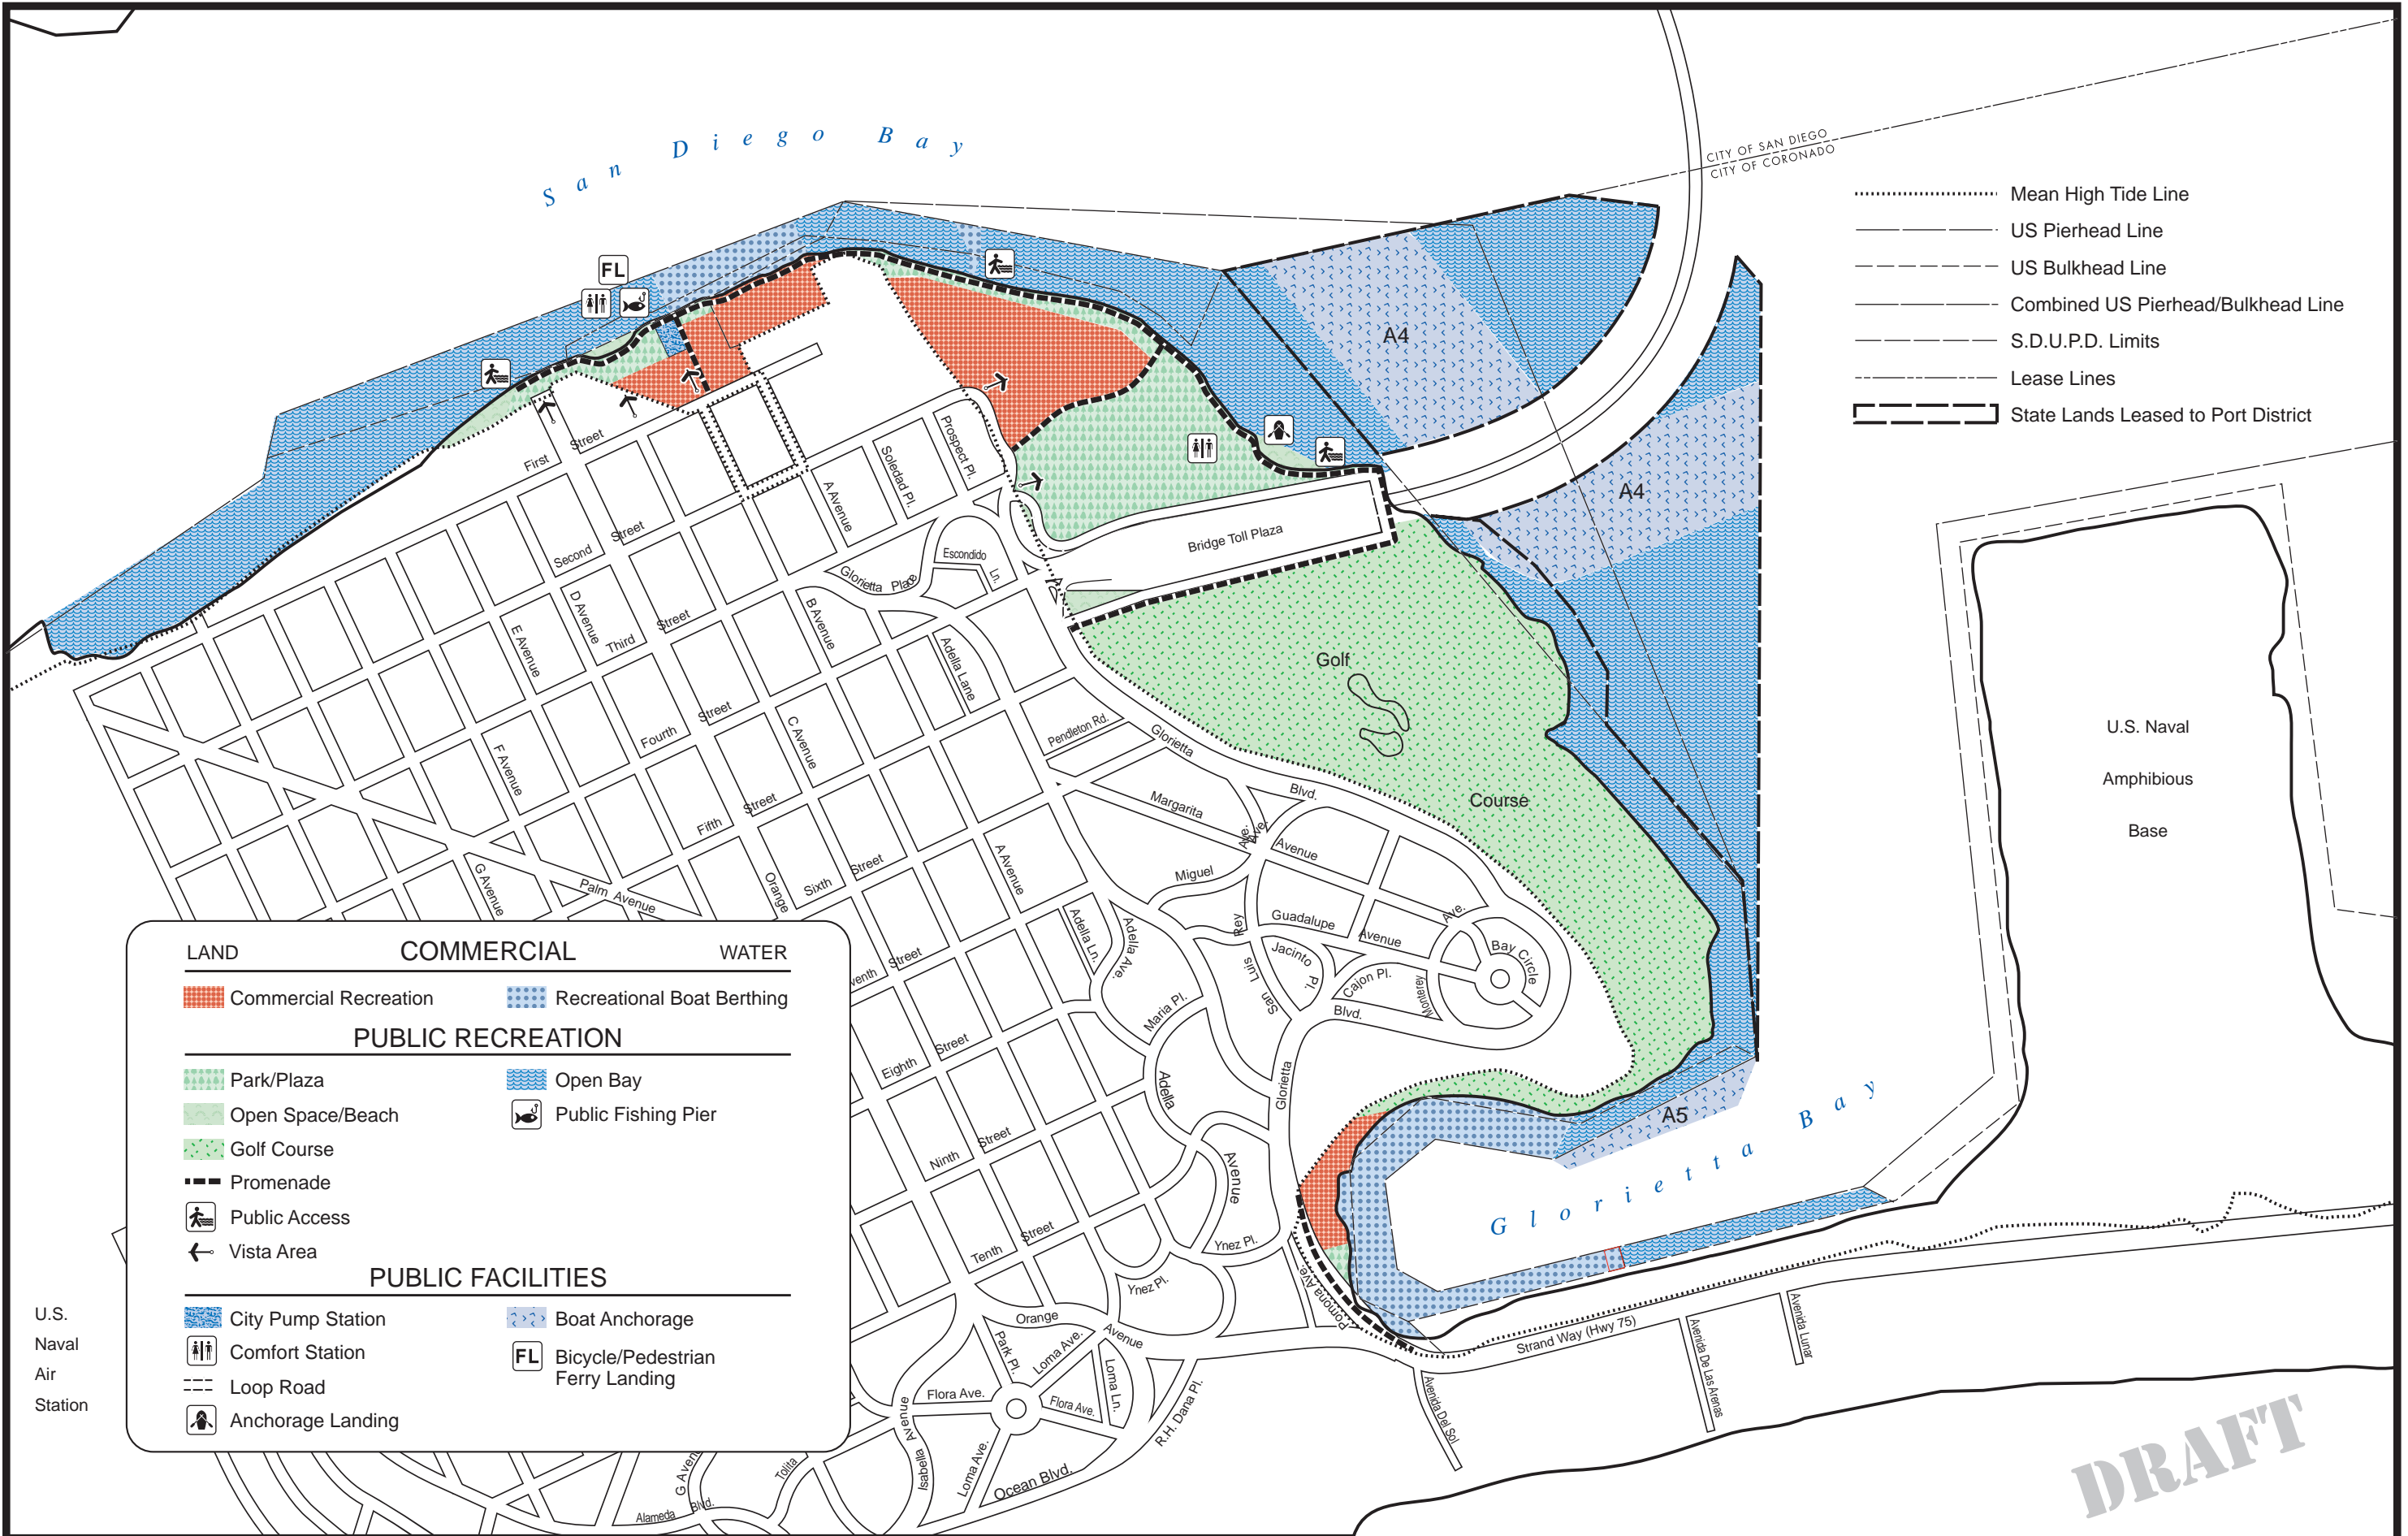 San Diego Bay
CITY OF SAN DIEGO
CITY OF CORONADO
Mean High Tide Line
US Pierhead Line
US Bulkhead Line
Combined US Pierhead/Bulkhead Line
S.D.U.P.D. Limits
Lease Lines
State Lands Leased to Port District
FL
A4
A4
First Street
Prospect Pl.
Soledad Pl.
A Avenue
Bridge Toll Plaza
Second Street
Escondido Ln.
Glorietta Place
D Avenue
E Avenue
Third Street
B Avenue
Adella Lane
Golf
Course
U.S. Naval
Amphibious
Base
Fourth Street
C Avenue
F Avenue
Pendleton Rd.
Glorietta Blvd.
Fifth Street
Margarita Avenue
Ave.
Ave.
G Avenue
Palm Avenue
Orange
Sixth Street
A Avenue
Miguel
Rey
Guadalupe Avenue
Ave.
Bay Circle
Adella Ln.
Adella Ave.
Jacinto Pl.
San Luis
Cajon Pl.
Monterey
Blvd.
venth Street
Maria Pl.
Eighth Street
Adella
Avenue
Glorietta
A5
Glorietta Bay
Ninth Street
Tenth Street
Ynez Pl.
Ynez Pl.
Pomona Ave.
Orange Avenue
Park Pl.
Loma Ave.
Loma Ln.
Flora Ave.
Flora Ave.
Isabella Avenue
Loma Ave.
Ocean Blvd.
R.H. Dana Pl.
Strand Way (Hwy 75)
Avenida Del Sol
Avenida De Las Arenas
Avenida Lunar
G Avenue
Tolita
Alameda Blvd.
U.S.
Naval
Air
Station
LAND COMMERCIAL WATER
Commercial Recreation
Recreational Boat Berthing
PUBLIC RECREATION
Park/Plaza
Open Bay
Open Space/Beach
Public Fishing Pier
Golf Course
Promenade
Public Access
Vista Area
PUBLIC FACILITIES
City Pump Station
Boat Anchorage
Comfort Station
FL Bicycle/Pedestrian
Ferry Landing
Loop Road
Anchorage Landing
DRAFT